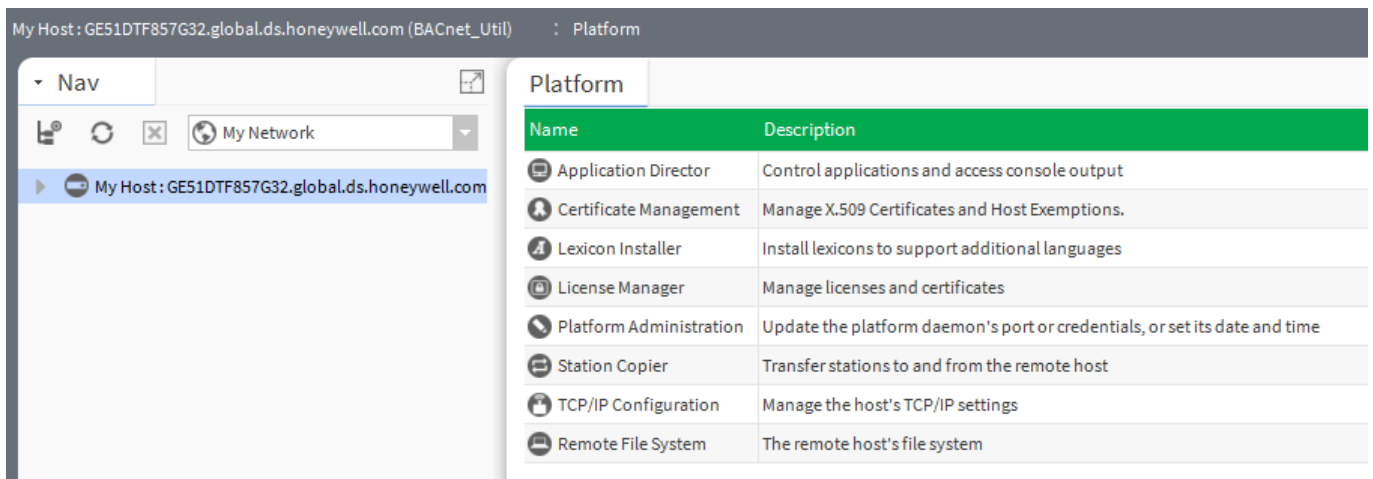 My Host : GE51DTF857G32.global.ds.honeywell.com (BACnet_Util) : Platform
Nav
My Network
My Host : GE51DTF857G32.global.ds.honeywell.com
Platform
Name Description
Application Director Control applications and access console output
Certificate Management Manage X.509 Certificates and Host Exemptions.
Lexicon Installer Install lexicons to support additional languages
License Manager Manage licenses and certificates
Platform Administration Update the platform daemon's port or credentials, or set its date and time
Station Copier Transfer stations to and from the remote host
TCP/IP Configuration Manage the host's TCP/IP settings
Remote File System The remote host's file system